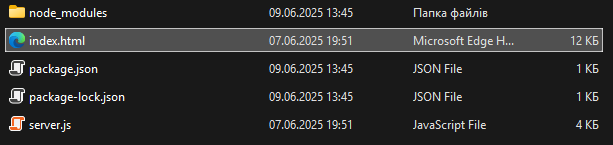 node_modules 09.06.2025 13:45 Папка файлів
index.html 07.06.2025 19:51 Microsoft Edge H... 12 КБ
package.json 09.06.2025 13:45 JSON File 1 КБ
package-lock.json 09.06.2025 13:45 JSON File 1 КБ
server.js 07.06.2025 19:51 JavaScript File 4 КБ